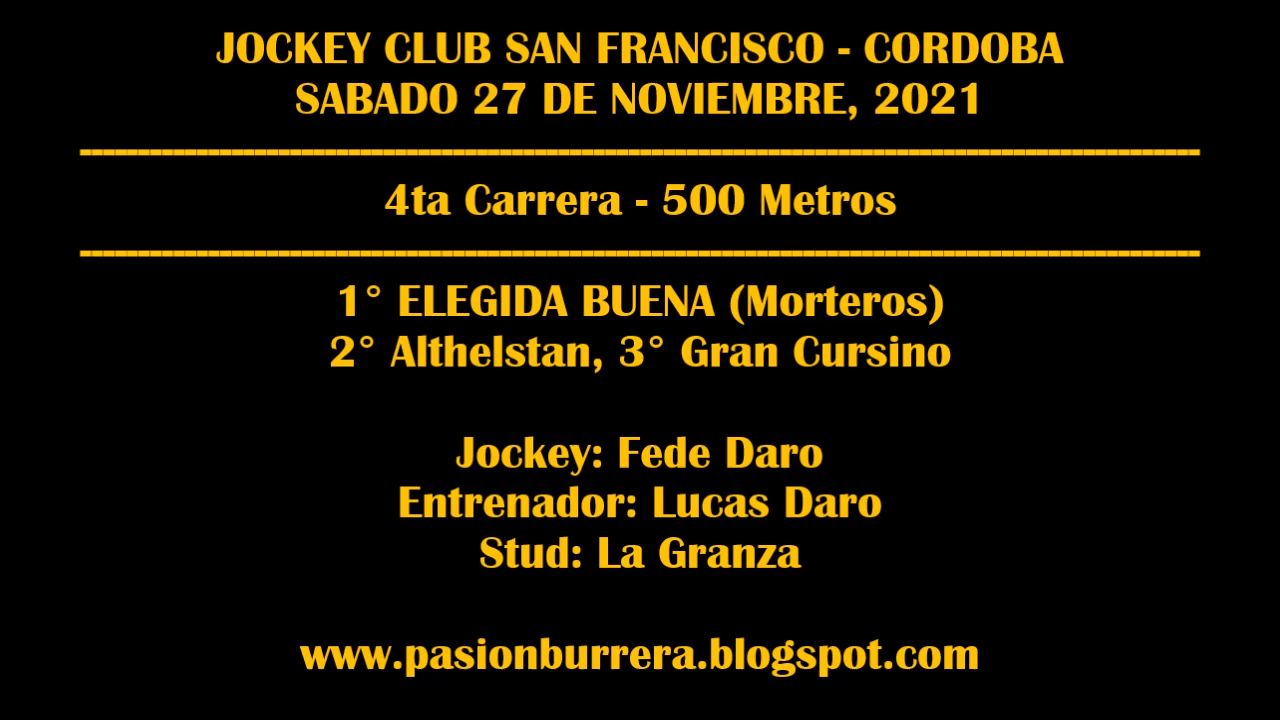 JOCKEY CLUB SAN FRANCISCO - CORDOBA
SABADO 27 DE NOVIEMBRE, 2021
4ta Carrera - 500 Metros
1° ELEGIDA BUENA (Morteros)
2° Althelstan, 3° Gran Cursino
Jockey: Fede Daro
Entrenador: Lucas Daro
Stud: La Granza
www.pasionburrera.blogspot.com